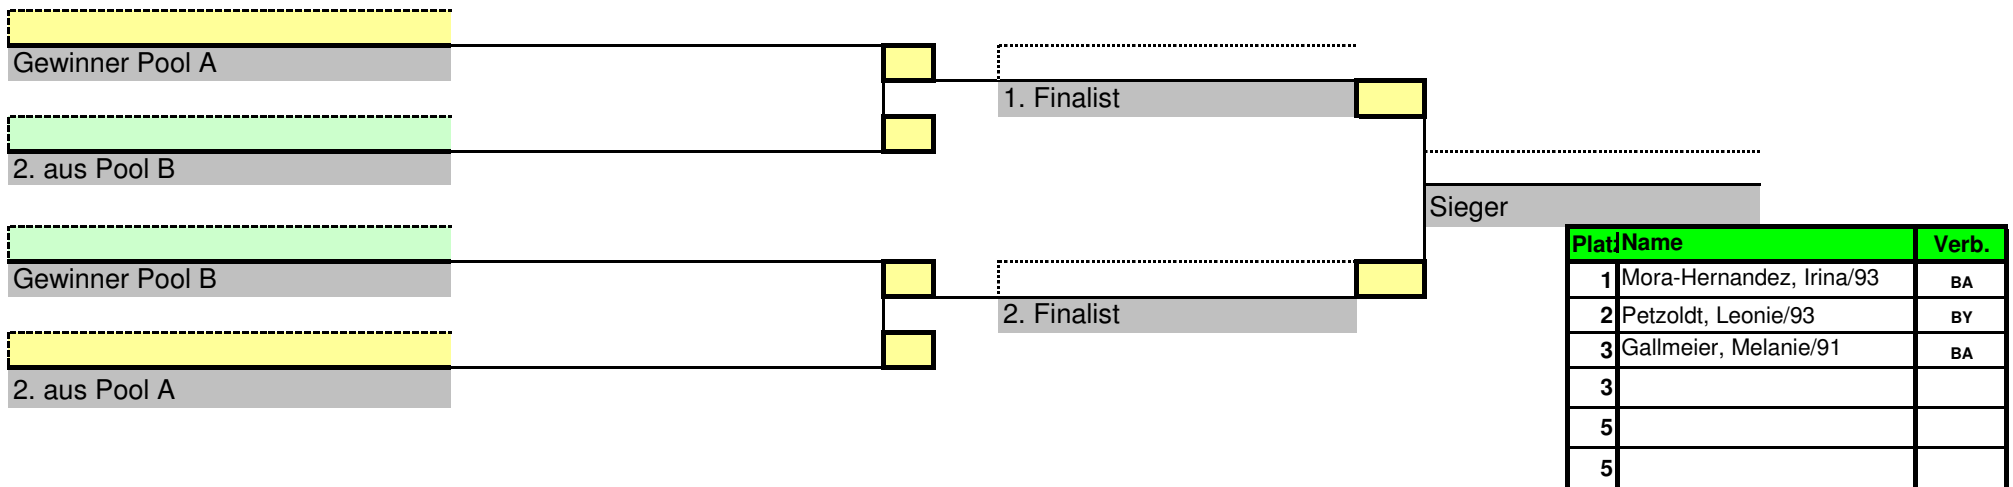 Gewinner Pool A
1. Finalist
2. aus Pool B
Sieger
Gewinner Pool B
2. Finalist
2. aus Pool A
Platz Name Verb.
1 Mora-Hernandez, Irina/93 BA
2 Petzoldt, Leonie/93 BY
3 Gallmeier, Melanie/91 BA
3
5
5